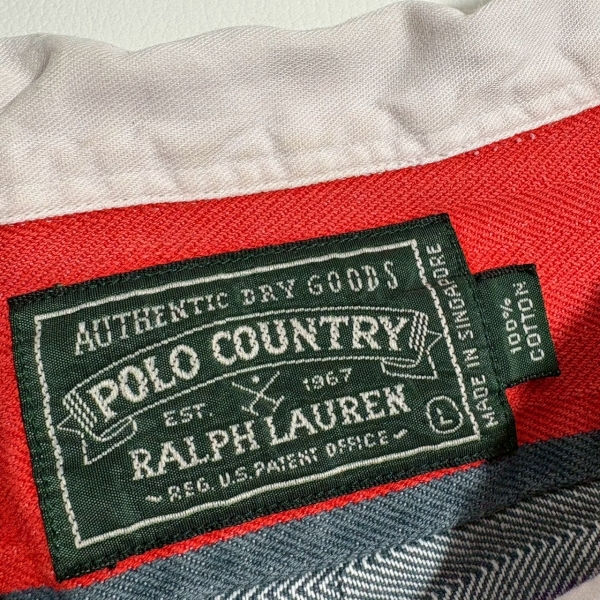 AUTHENTIC DRY GOODS
POLO COUNTRY
EST. 1967
RALPH LAUREN
REG. U.S. PATENT OFFICE
L
MADE IN SINGAPORE
100%
COTTON